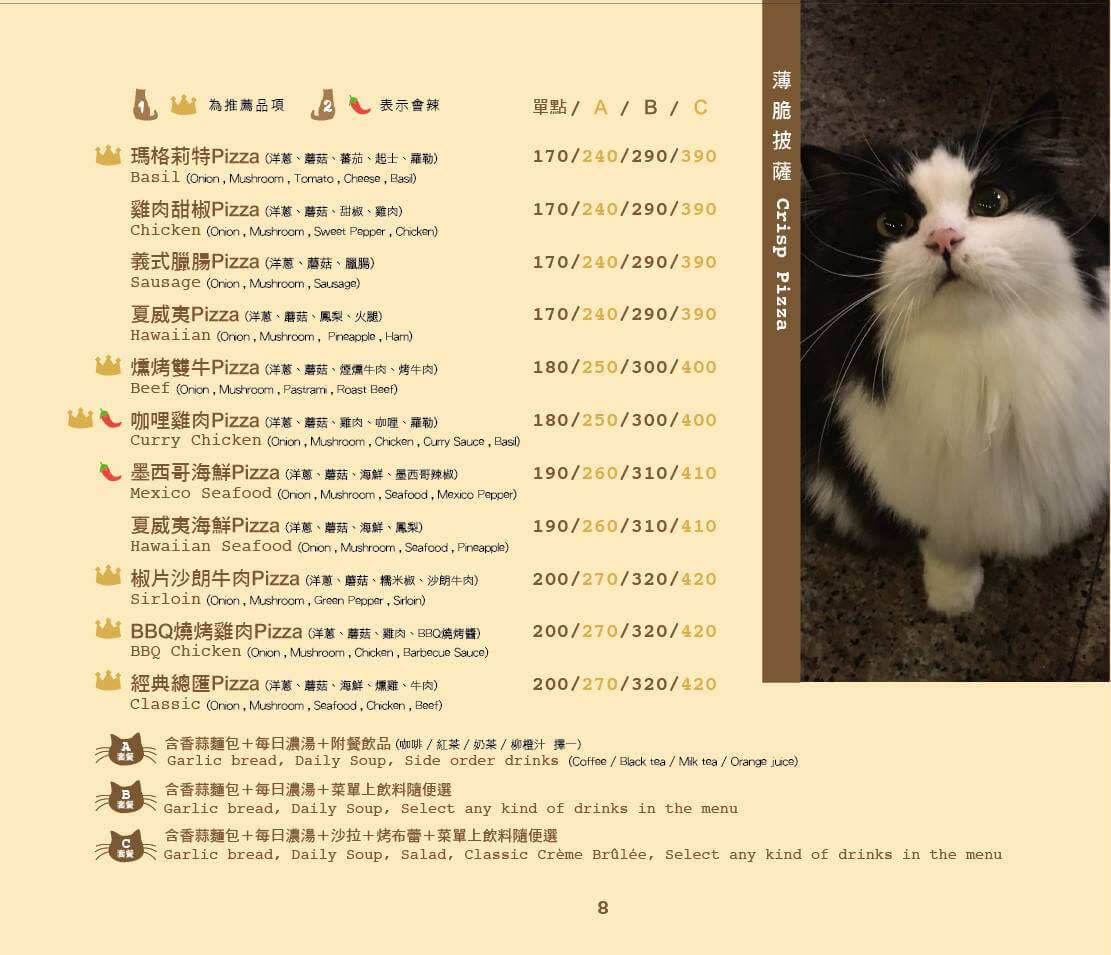 1 為推薦品項 2 表示會辣 單點/ A / B / C
瑪格莉特Pizza (洋蔥、蘑菇、蕃茄、起士、羅勒) 170/240/290/390
Basil (Onion , Mushroom , Tomato , Cheese , Basil)
雞肉甜椒Pizza (洋蔥、蘑菇、甜椒、雞肉) 170/240/290/390
Chicken (Onion , Mushroom , Sweet Pepper , Chicken)
義式臘腸Pizza (洋蔥、蘑菇、臘腸) 170/240/290/390
Sausage (Onion , Mushroom , Sausage)
夏威夷Pizza (洋蔥、蘑菇、鳳梨、火腿) 170/240/290/390
Hawaiian (Onion , Mushroom , Pineapple , Ham)
燻烤雙牛Pizza (洋蔥、蘑菇、煙燻牛肉、烤牛肉) 180/250/300/400
Beef (Onion , Mushroom , Pastrami , Roast Beef)
咖哩雞肉Pizza (洋蔥、蘑菇、雞肉、咖哩、羅勒) 180/250/300/400
Curry Chicken (Onion , Mushroom , Chicken , Curry Sauce , Basil)
墨西哥海鮮Pizza (洋蔥、蘑菇、海鮮、墨西哥辣椒) 190/260/310/410
Mexico Seafood (Onion , Mushroom , Seafood , Mexico Pepper)
夏威夷海鮮Pizza (洋蔥、蘑菇、海鮮、鳳梨) 190/260/310/410
Hawaiian Seafood (Onion , Mushroom , Seafood , Pineapple)
椒片沙朗牛肉Pizza (洋蔥、蘑菇、糯米椒、沙朗牛肉) 200/270/320/420
Sirloin (Onion , Mushroom , Green Pepper , Sirloin)
BBQ燒烤雞肉Pizza (洋蔥、蘑菇、雞肉、BBQ燒烤醬) 200/270/320/420
BBQ Chicken (Onion , Mushroom , Chicken , Barbecue Sauce)
經典總匯Pizza (洋蔥、蘑菇、海鮮、燻雞、牛肉) 200/270/320/420
Classic (Onion , Mushroom , Seafood , Chicken , Beef)
A 套餐 含香蒜麵包＋每日濃湯＋附餐飲品 (咖啡 / 紅茶 / 奶茶 / 柳橙汁 擇一)
Garlic bread, Daily Soup, Side order drinks (Coffee / Black tea / Milk tea / Orange juice)
B 套餐 含香蒜麵包＋每日濃湯＋菜單上飲料隨便選
Garlic bread, Daily Soup, Select any kind of drinks in the menu
C 套餐 含香蒜麵包＋每日濃湯＋沙拉＋烤布蕾＋菜單上飲料隨便選
Garlic bread, Daily Soup, Salad, Classic Crème Brûlée, Select any kind of drinks in the menu
8
薄脆披薩 Crisp Pizza